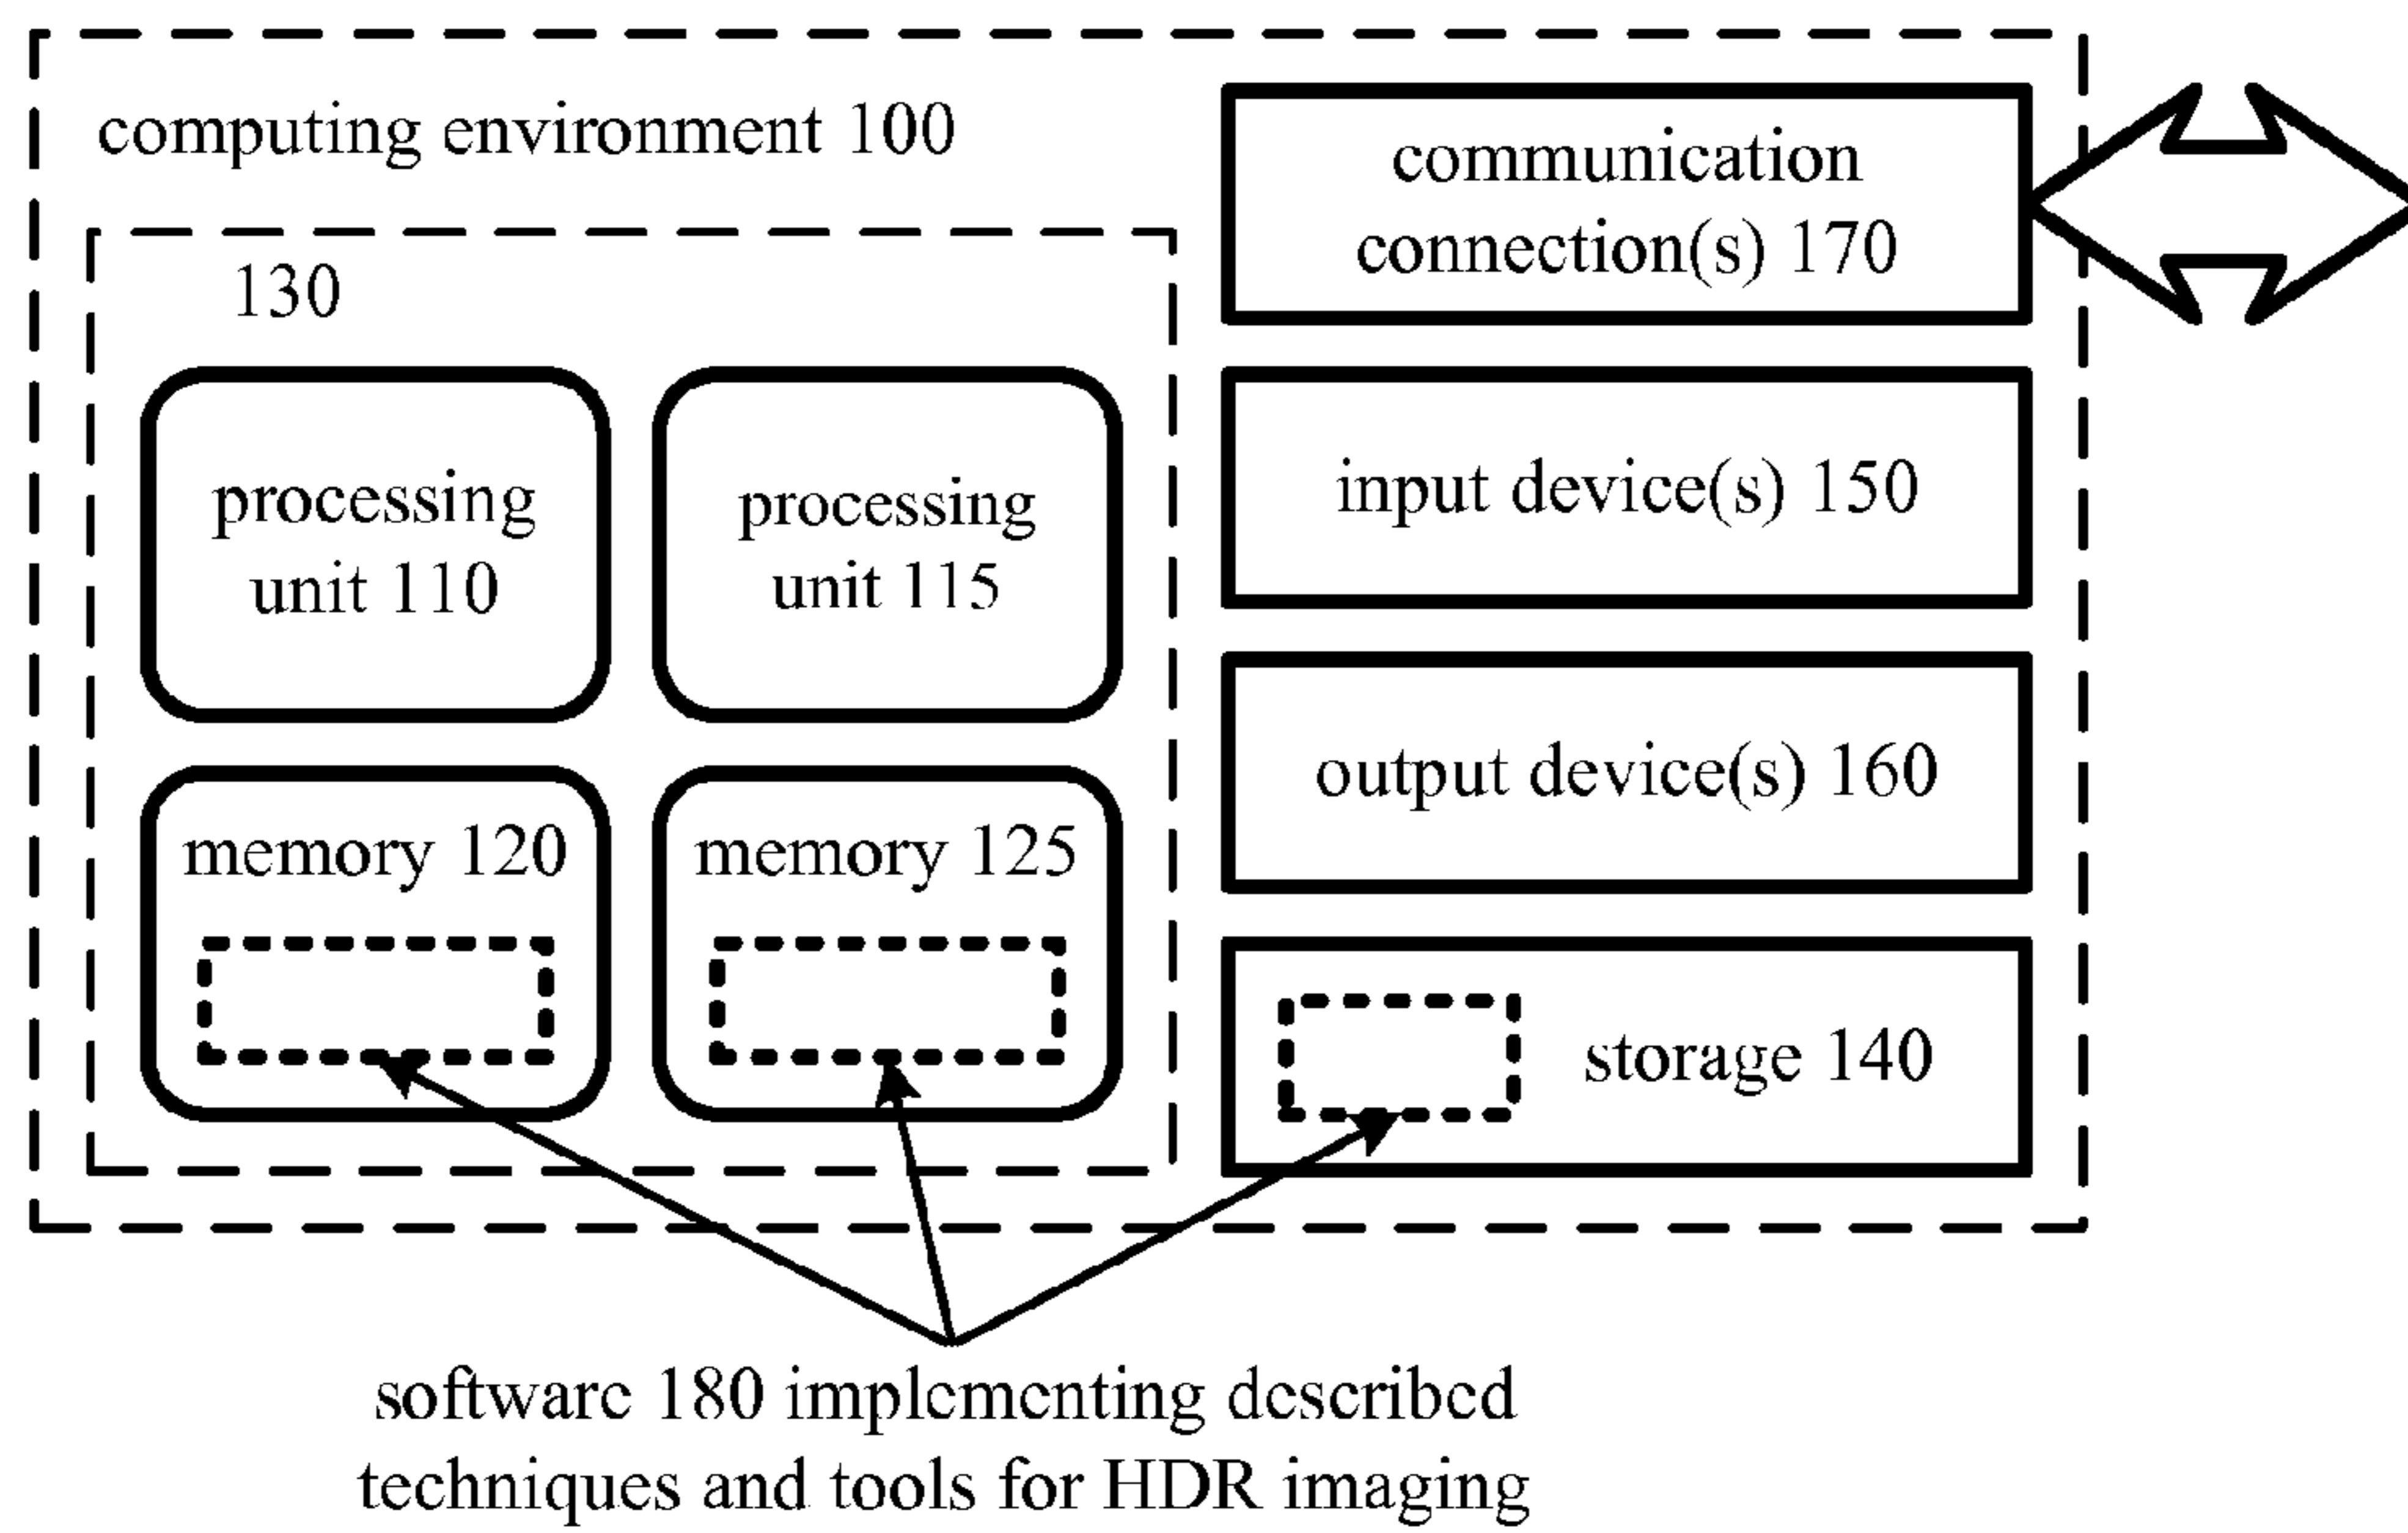 computing environment 100
130
processing
unit 110
processing
unit 115
memory 120
memory 125
communication
connection(s) 170
input device(s) 150
output device(s) 160
storage 140
software 180 implementing described
techniques and tools for HDR imaging